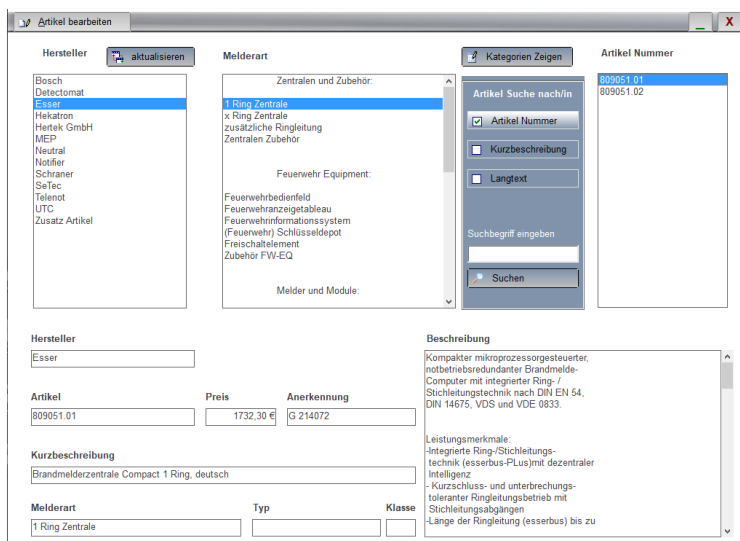 Artikel bearbeiten
_ X
Hersteller
aktualisieren
Melderart
Kategorien Zeigen
Artikel Nummer
Bosch
Detectomat
Esser
Hekatron
Hertek GmbH
MEP
Neutral
Notifier
Schraner
SeTec
Telenot
UTC
Zusatz Artikel
Zentralen und Zubehör:
1 Ring Zentrale
x Ring Zentrale
zusätzliche Ringleitung
Zentralen Zubehör
Feuerwehr Equipment:
Feuerwehrbedienfeld
Feuerwehranzeigetableau
Feuerwehrinformationssystem
(Feuerwehr) Schlüsseldepot
Freischaltelement
Zubehör FW-EQ
Melder und Module:
Artikel Suche nach/in
Artikel Nummer
Kurzbeschreibung
Langtext
Suchbegriff eingeben
Suchen
809051.01
809051.02
Hersteller
Esser
Artikel
Preis
Anerkennung
809051.01
1732,30 €
G 214072
Kurzbeschreibung
Brandmelderzentrale Compact 1 Ring, deutsch
Melderart
Typ
Klasse
1 Ring Zentrale
Beschreibung
Kompakter mikroprozessorgesteuerter,
notbetriebsredundanter Brandmelde-
Computer mit integrierter Ring- /
Stichleitungstechnik nach DIN EN 54,
DIN 14675, VDS und VDE 0833.
Leistungsmerkmale:
-Integrierte Ring-/Stichleitungs-
technik (esserbus-PLus)mit dezentraler
Intelligenz
- Kurzschluss- und unterbrechungs-
toleranter Ringleitungsbetrieb mit
Stichleitungsabgängen
-Länge der Ringleitung (esserbus) bis zu